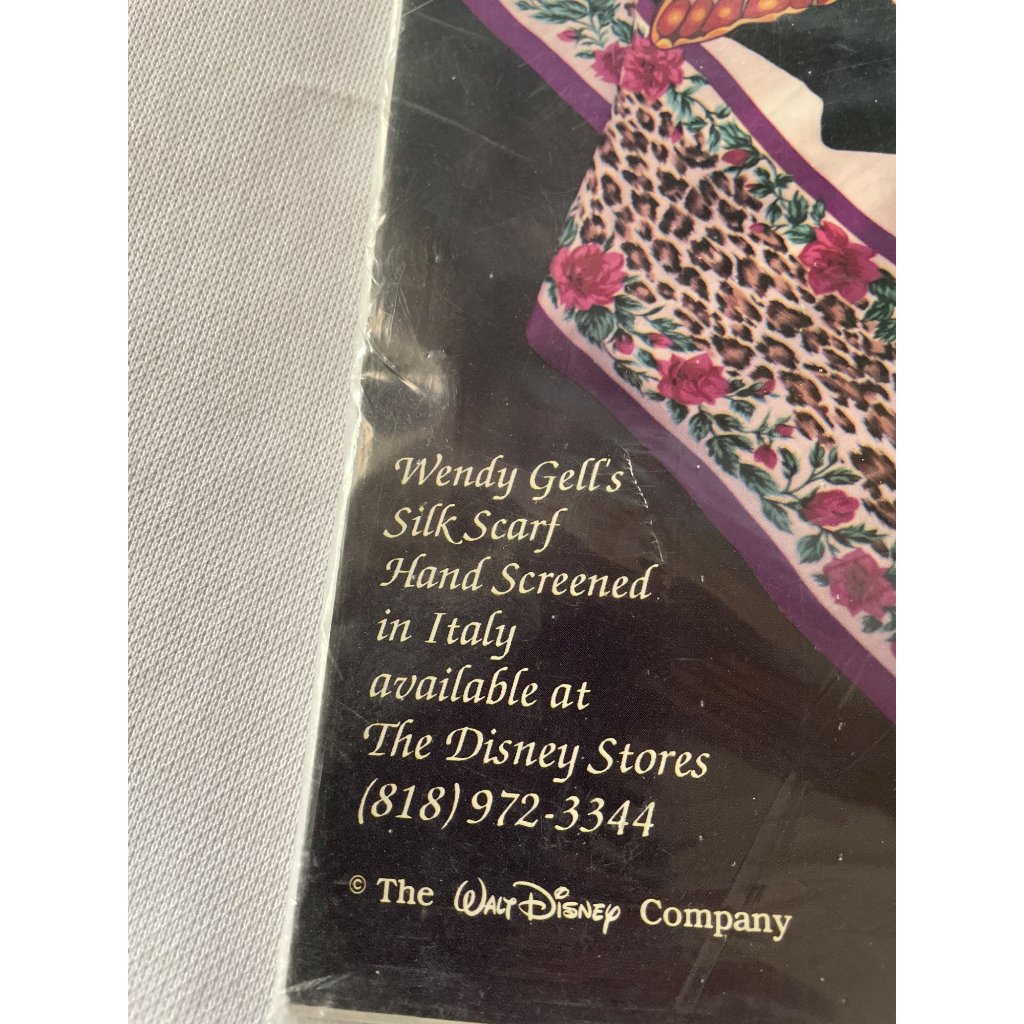 Wendy Gell's
Silk Scarf
Hand Screened
in Italy
available at
The Disney Stores
(818) 972-3344
© The Walt Disney Company